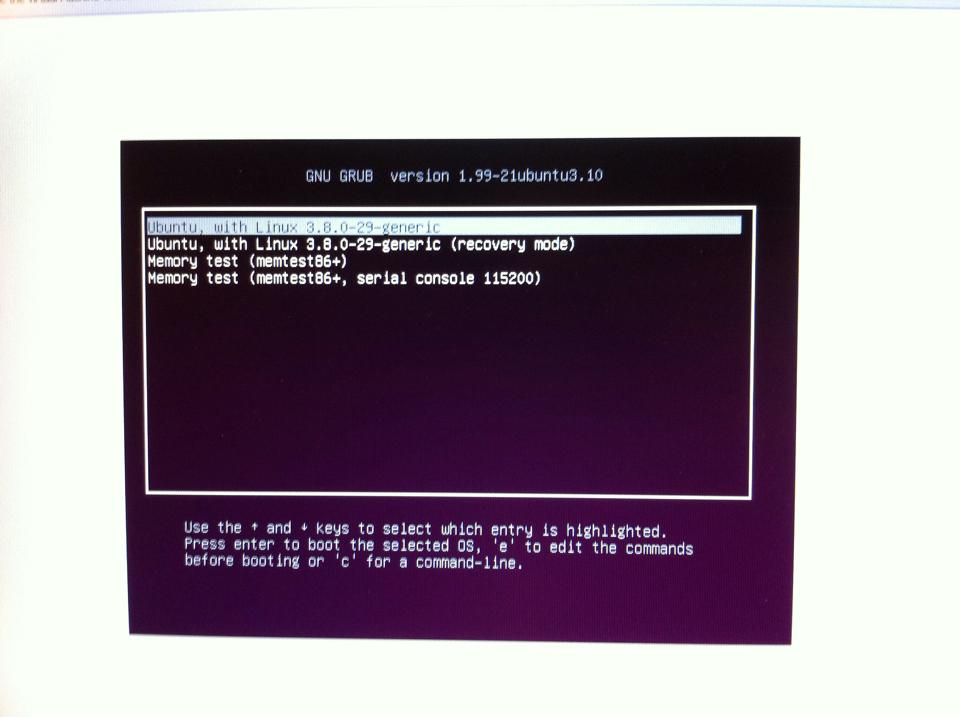 GNU GRUB version 1.99-21ubuntu3.10
Ubuntu, with Linux 3.8.0-29-generic
Ubuntu, with Linux 3.8.0-29-generic (recovery mode)
Memory test (memtest86+)
Memory test (memtest86+, serial console 115200)
Use the ↑ and ↓ keys to select which entry is highlighted.
Press enter to boot the selected OS, 'e' to edit the commands
before booting or 'c' for a command-line.